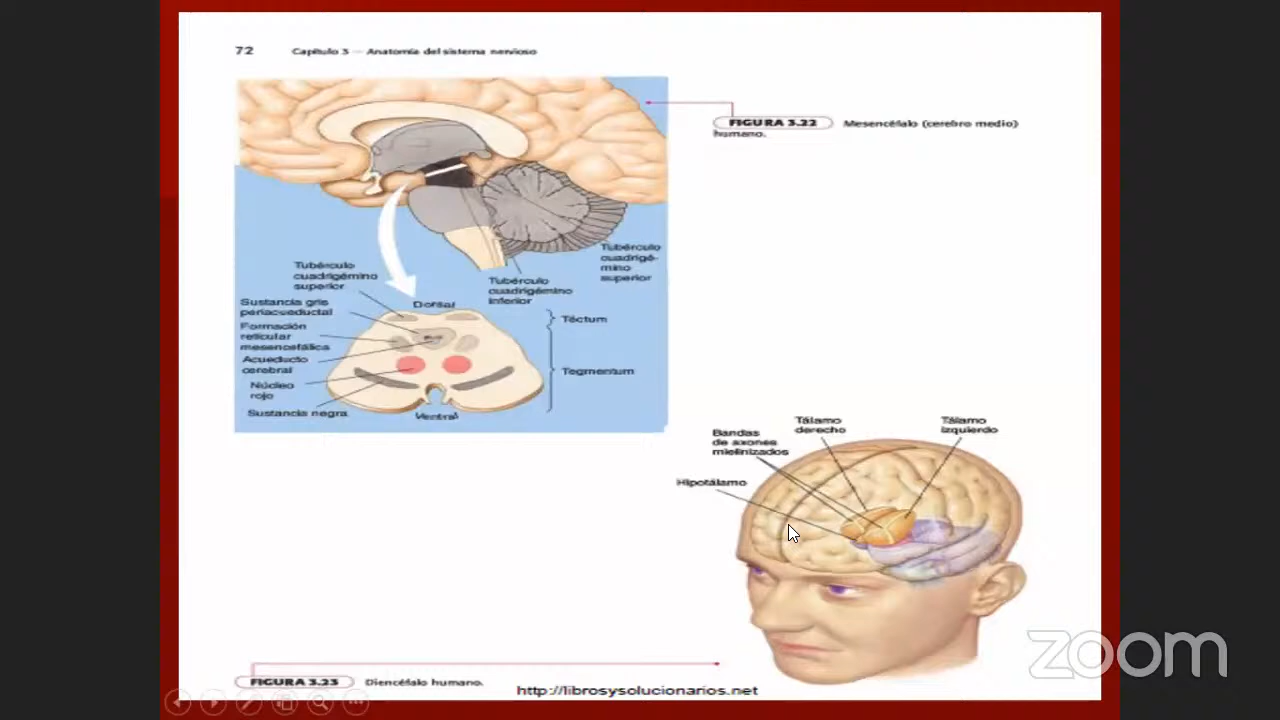 72 Capítulo 3 — Anatomía del sistema nervioso
FIGURA 3.22 Mesencéfalo (cerebro medio)
humano.
Tubérculo
cuadrigé-
mino
superior
Tubérculo
cuadrigémino
superior
Tubérculo
cuadrigémino
inferior
Dorsal
Sustancia gris
periacueductal
Formación
reticular
mesencefálica
Acueducto
cerebral
Núcleo
rojo
Sustancia negra
Téctum
Tegmentum
Ventral
Tálamo
derecho
Tálamo
izquierdo
Bandas
de axones
mielinizados
Hipotálamo
FIGURA 3.23 Diencéfalo humano.
http://librosysolucionarios.net
zoom